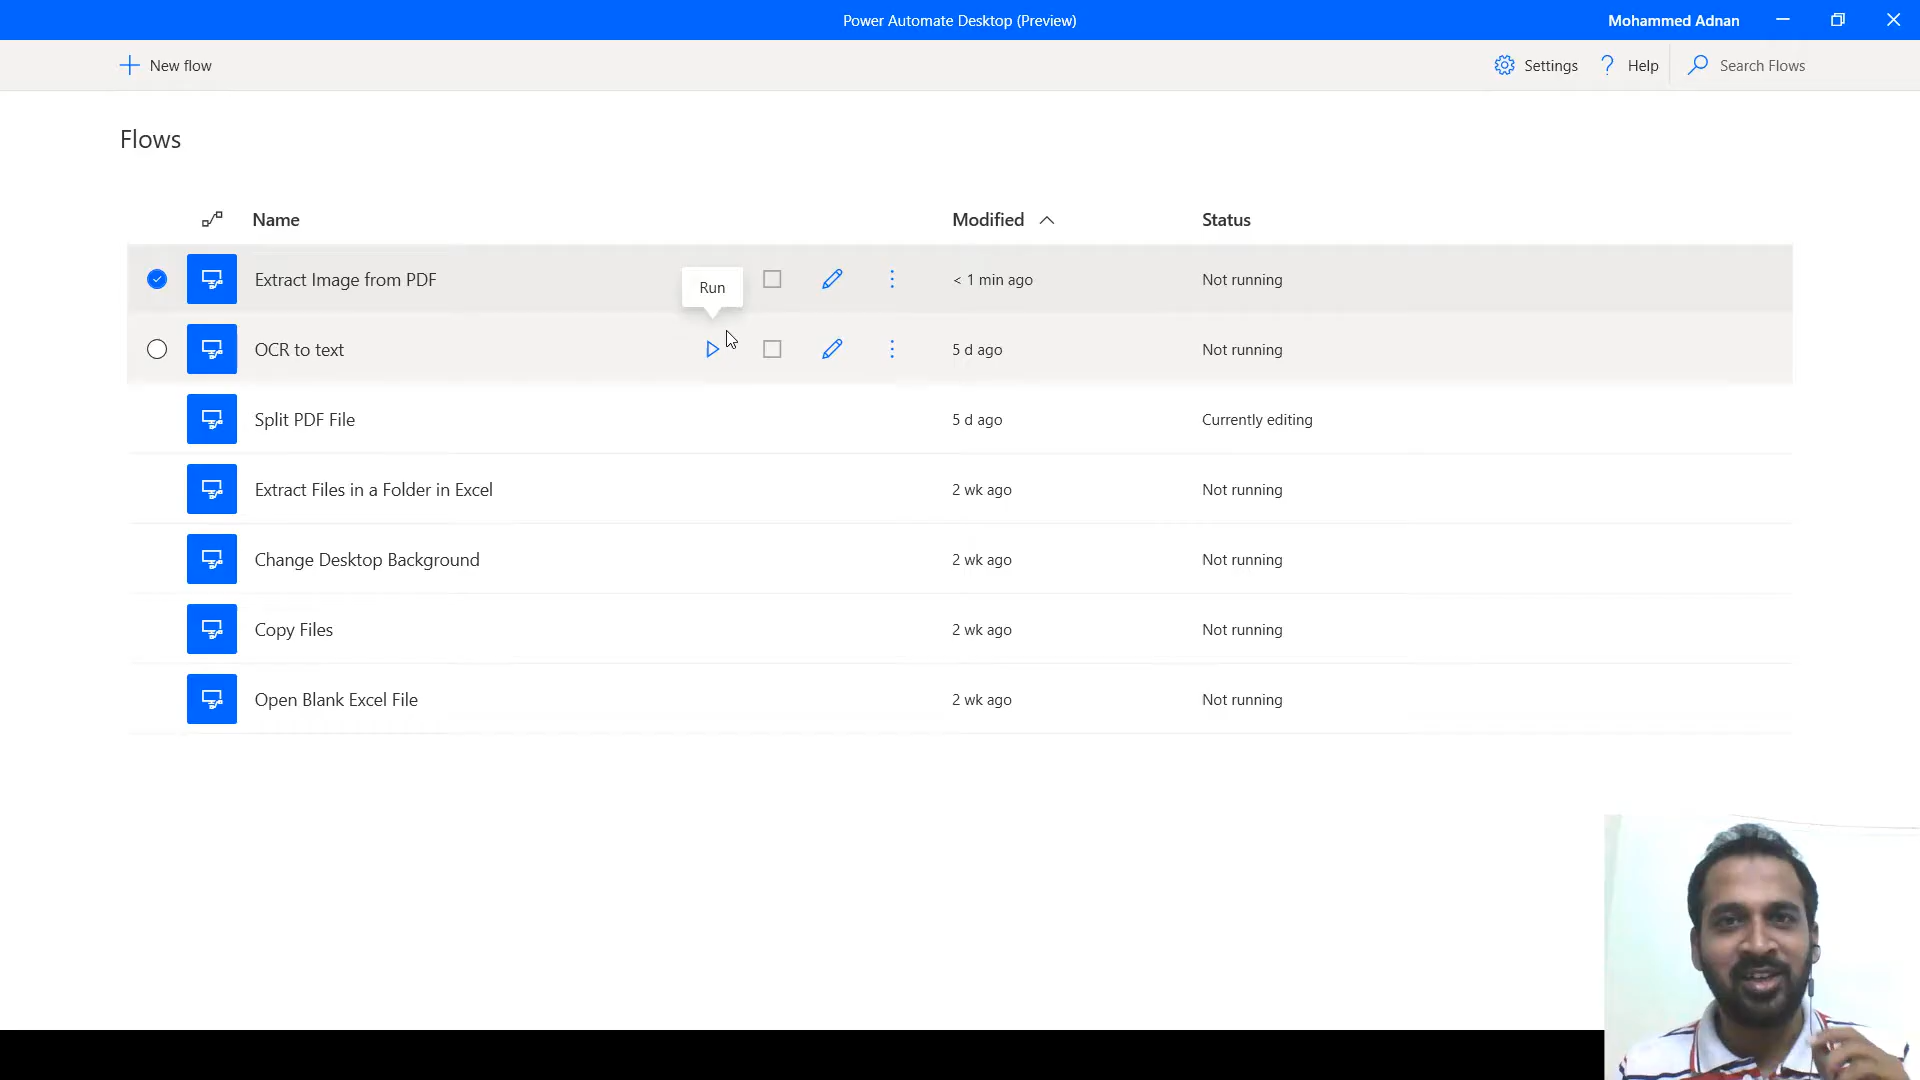 Power Automate Desktop (Preview)
Mohammed Adnan
New flow
Settings
Help
Search Flows
Flows
Name Modified Status
Extract Image from PDF < 1 min ago Not running
Run
OCR to text 5 d ago Not running
Split PDF File 5 d ago Currently editing
Extract Files in a Folder in Excel 2 wk ago Not running
Change Desktop Background 2 wk ago Not running
Copy Files 2 wk ago Not running
Open Blank Excel File 2 wk ago Not running